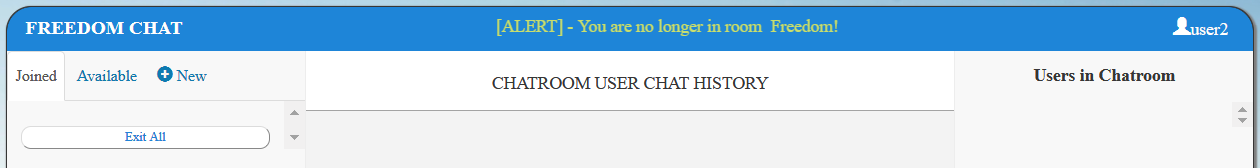 FREEDOM CHAT
[ALERT] - You are no longer in room Freedom!
user2
Joined
Available
New
CHATROOM USER CHAT HISTORY
Users in Chatroom
Exit All